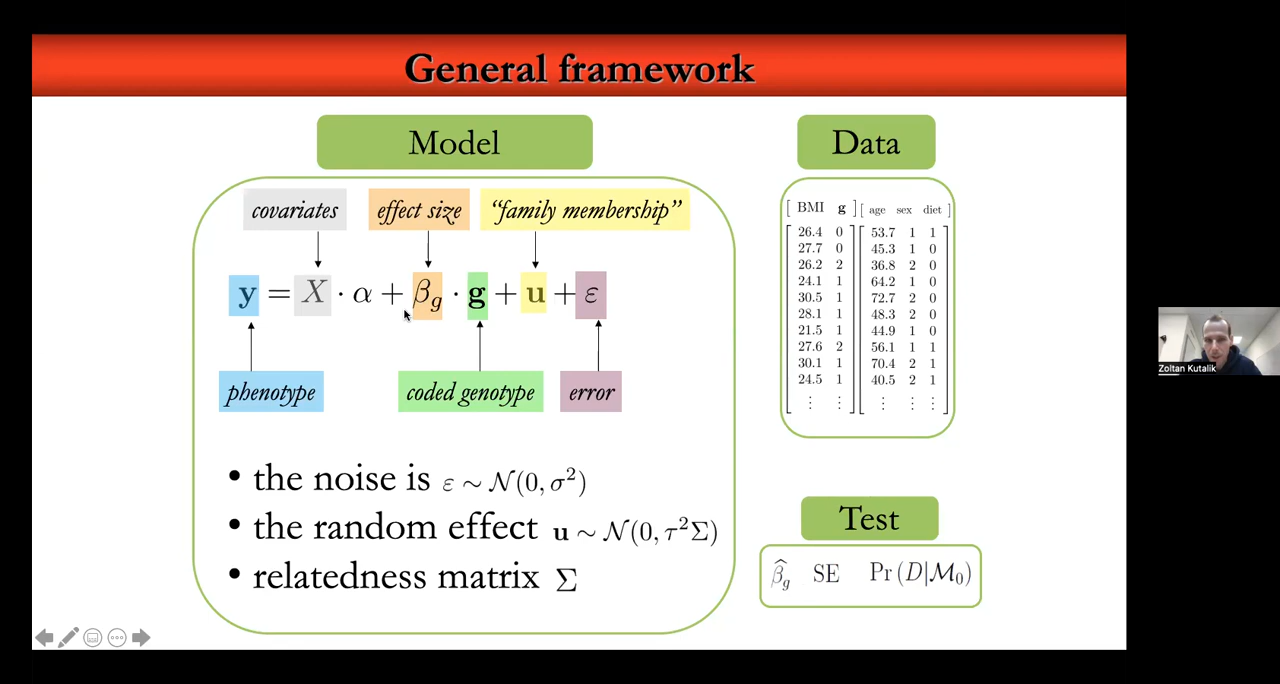 General framework
Model
covariates
effect size
“family membership”
y = X · α + β_g · g + u + ε
phenotype
coded genotype
error
• the noise is ε ∼ N(0, σ²)
• the random effect u ∼ N(0, τ²Σ)
• relatedness matrix Σ
Data
[ BMI g ] [ age sex diet ]
26.4 0 53.7 1 1
27.7 0 45.3 1 0
26.2 2 36.8 2 0
24.1 1 64.2 1 0
30.5 1 72.7 2 0
28.1 1 48.3 2 0
21.5 1 44.9 1 0
27.6 2 56.1 1 1
30.1 1 70.4 2 1
24.5 1 40.5 2 1
⋮ ⋮ ⋮ ⋮ ⋮
Test
β̂_g SE Pr (D|M₀)
Zoltan Kutalik